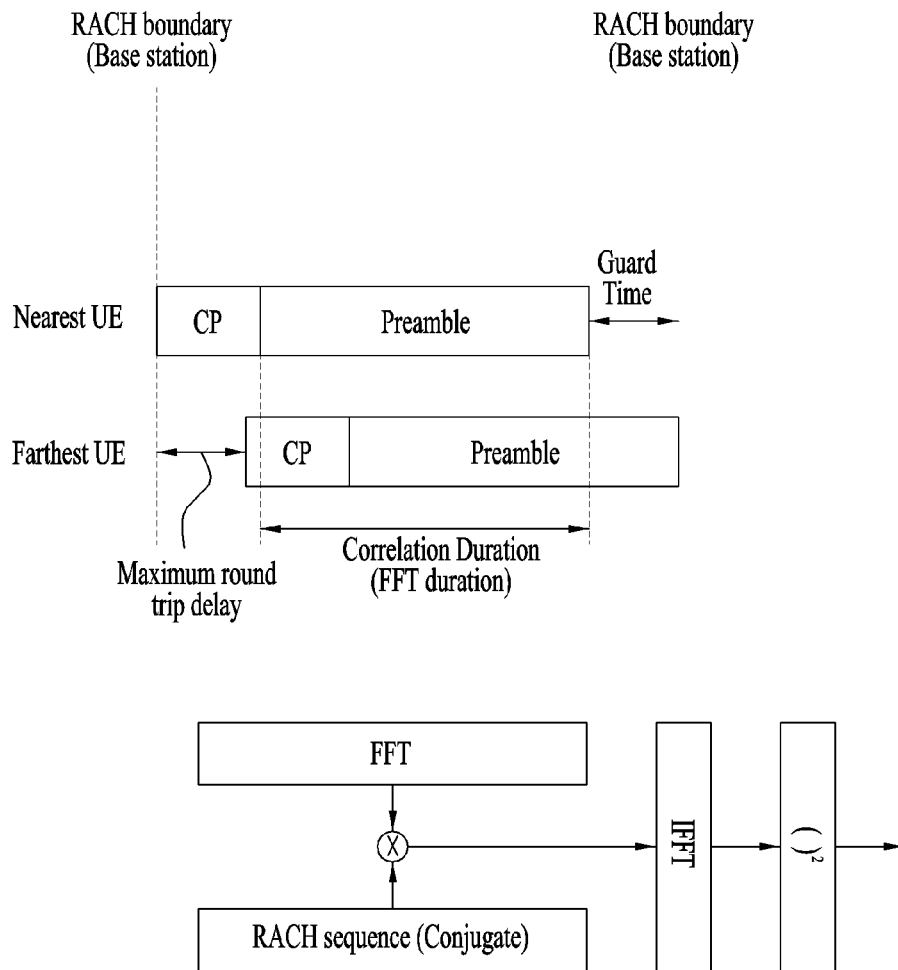 RACH boundary
(Base station)
RACH boundary
(Base station)
Guard
Time
Nearest UE
CP
Preamble
Farthest UE
CP
Preamble
Correlation Duration
(FFT duration)
Maximum round
trip delay
FFT
X
IFFT
( )²
RACH sequence (Conjugate)